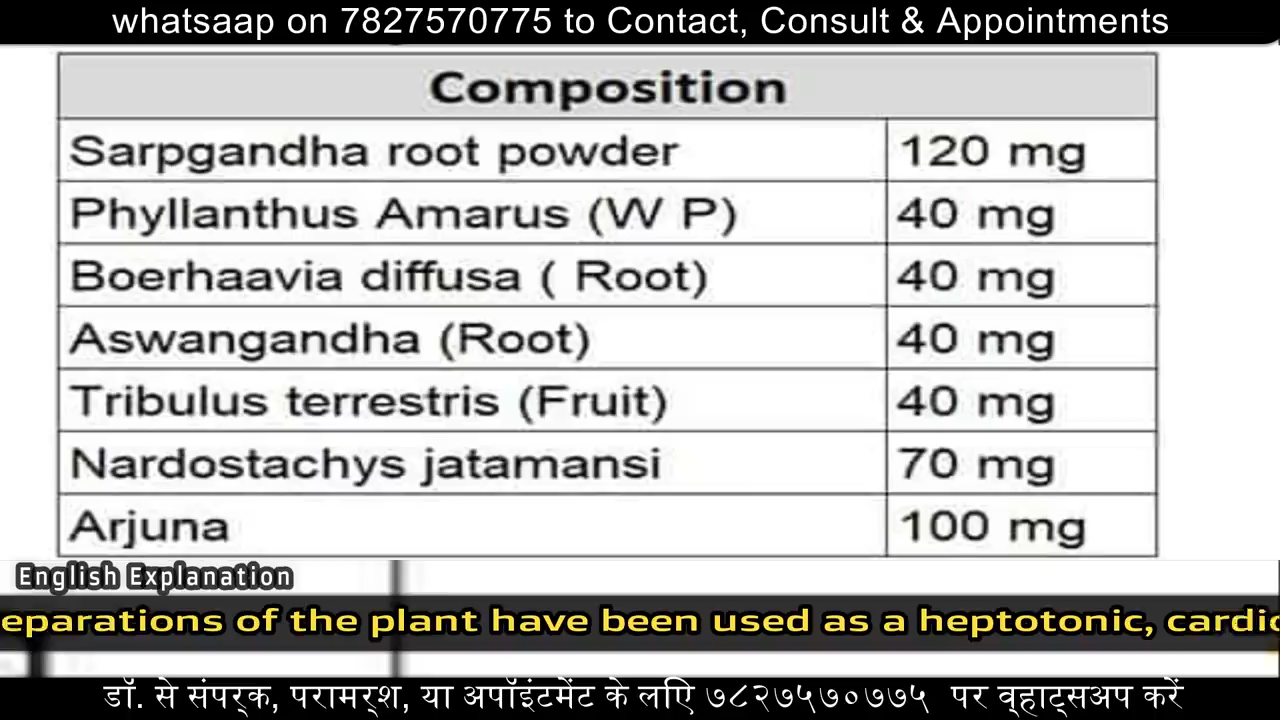 whatsaap on 7827570775 to Contact, Consult & Appointments
Composition
Sarpgandha root powder 120 mg
Phyllanthus Amarus (W P) 40 mg
Boerhaavia diffusa ( Root) 40 mg
Aswangandha (Root) 40 mg
Tribulus terrestris (Fruit) 40 mg
Nardostachys jatamansi 70 mg
Arjuna 100 mg
English Explanation
eparations of the plant have been used as a heptotonic, cardic
डॉ. से संपर्क, परामर्श, या अपॉइंटमेंट के लिए ७८२७५७०७७५ पर व्हाट्सअप करें